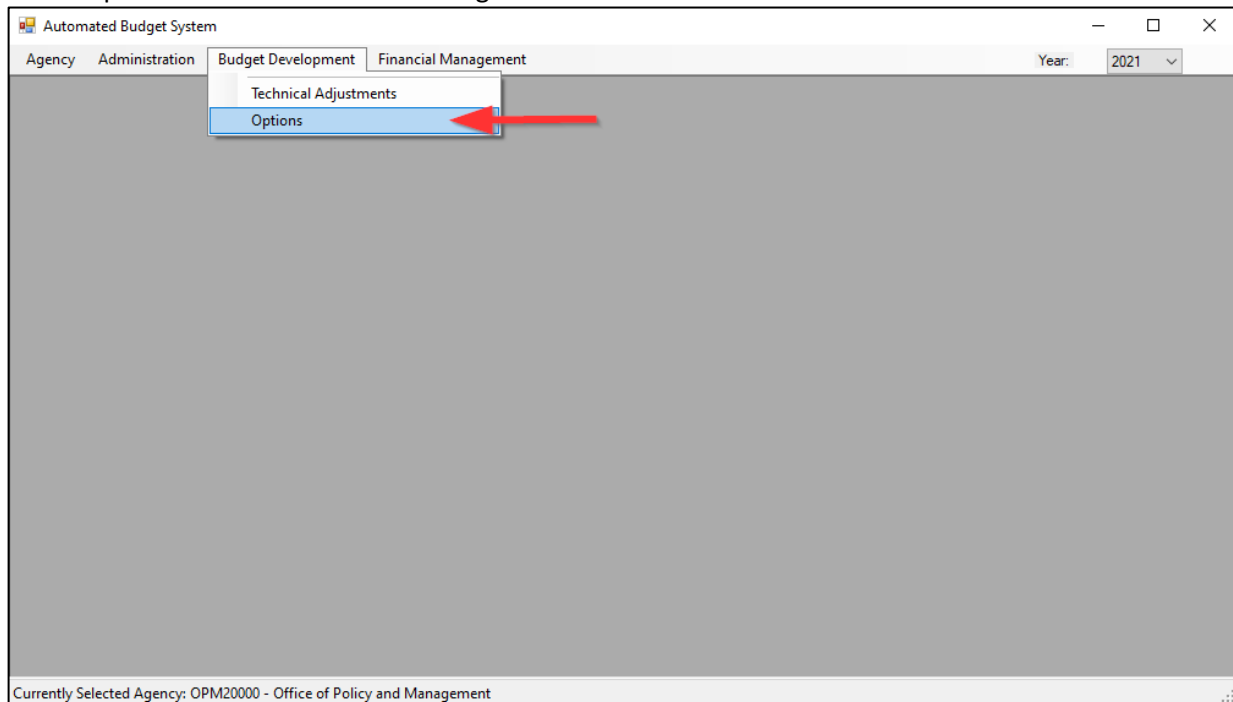 Automated Budget System
Agency Administration Budget Development Financial Management Year: 2021
Technical Adjustments
Options
Currently Selected Agency: OPM20000 - Office of Policy and Management